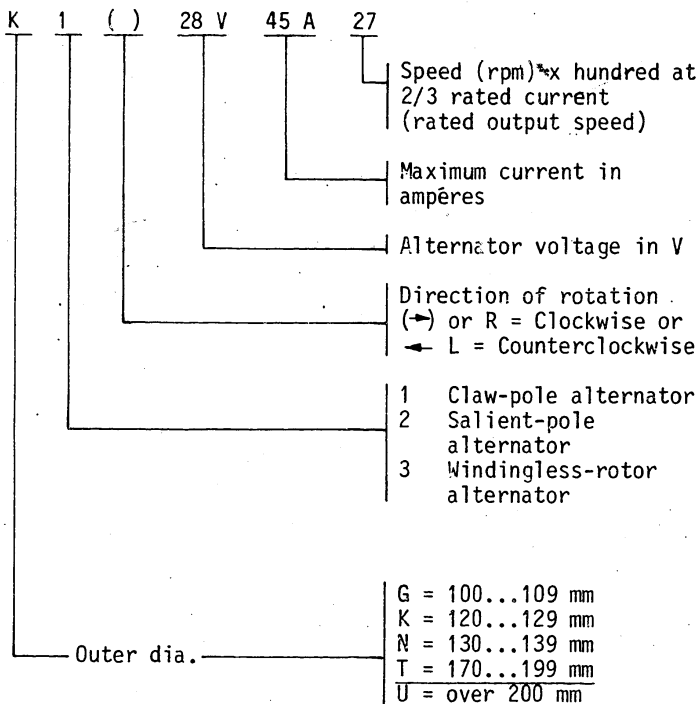 K 1 ( ) 28 V 45 A 27
Speed (rpm)*x hundred at
2/3 rated current
(rated output speed)
Maximum current in
ampéres
Alternator voltage in V
Direction of rotation
(→) or R = Clockwise or
← L = Counterclockwise
1 Claw-pole alternator
2 Salient-pole
alternator
3 Windingless-rotor
alternator
Outer dia.
G = 100...109 mm
K = 120...129 mm
N = 130...139 mm
T = 170...199 mm
U = over 200 mm